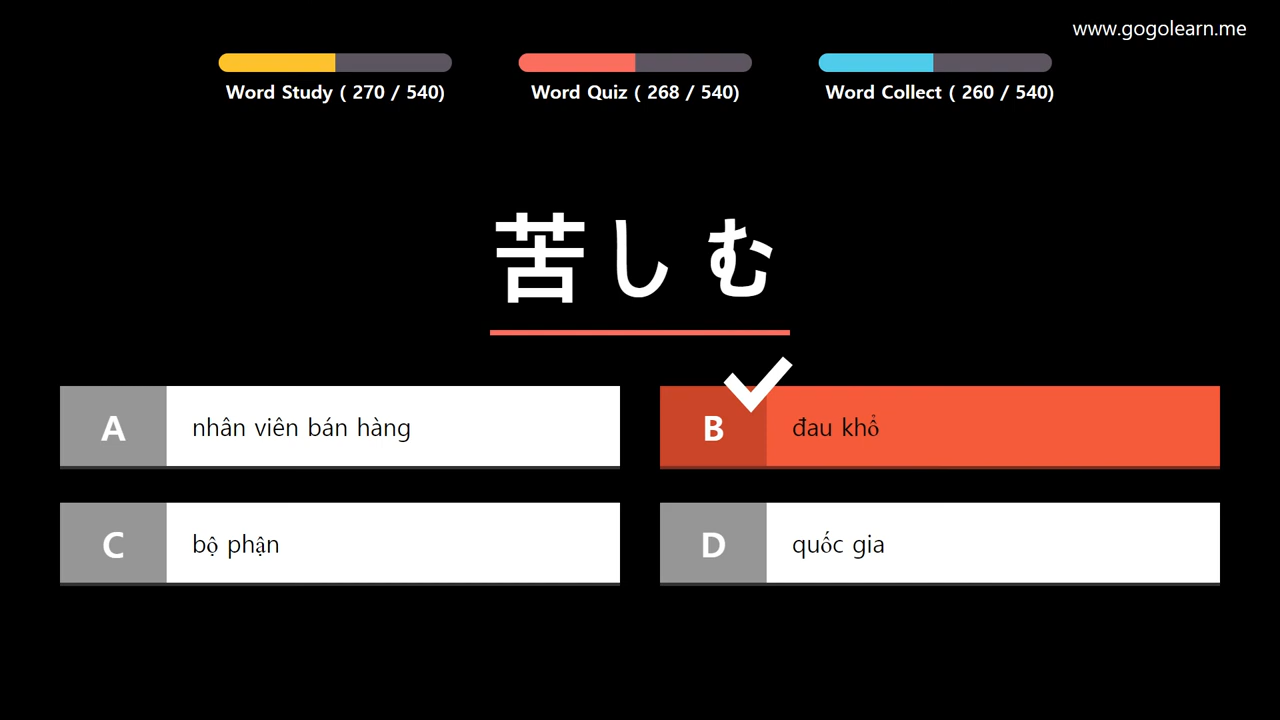 www.gogolearn.me
Word Study ( 270 / 540)
Word Quiz ( 268 / 540)
Word Collect ( 260 / 540)
苦しむ
A nhân viên bán hàng
B đau khổ
C bộ phận
D quốc gia